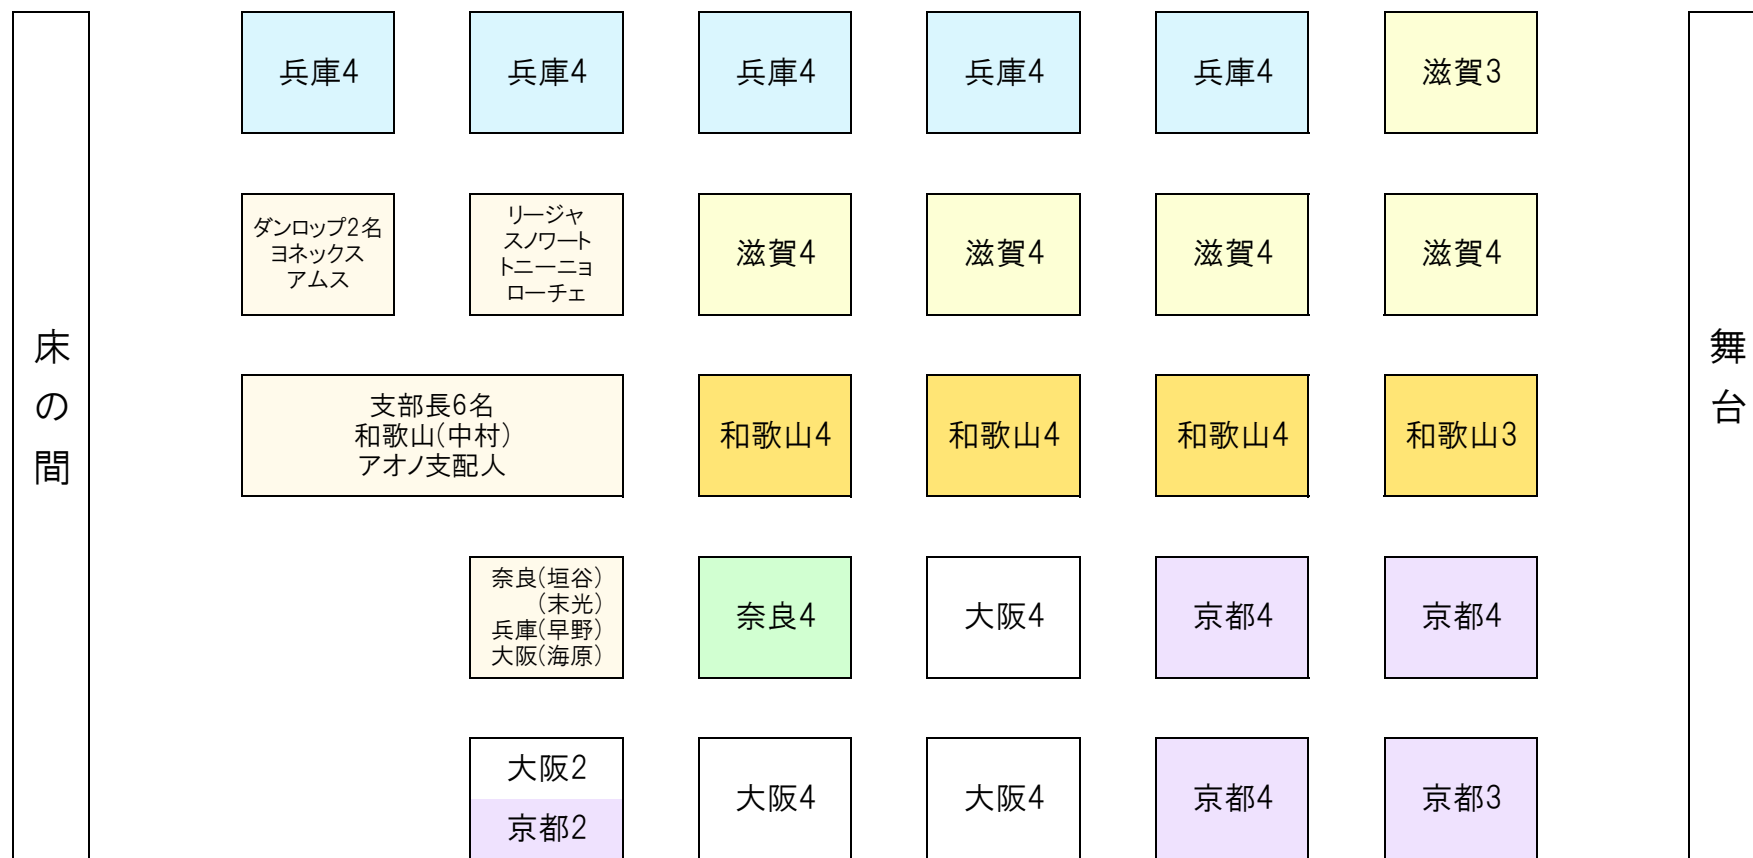 兵庫4
兵庫4
兵庫4
兵庫4
兵庫4
滋賀3
ダンロップ2名
ヨネックス
アムス
リージャ
スノワート
トニーニョ
ローチェ
滋賀4
滋賀4
滋賀4
滋賀4
床の間
舞台
支部長6名
和歌山(中村)
アオノ支配人
和歌山4
和歌山4
和歌山4
和歌山3
奈良(垣谷)
(末光)
兵庫(早野)
大阪(海原)
奈良4
大阪4
京都4
京都4
大阪2
京都2
大阪4
大阪4
京都4
京都3